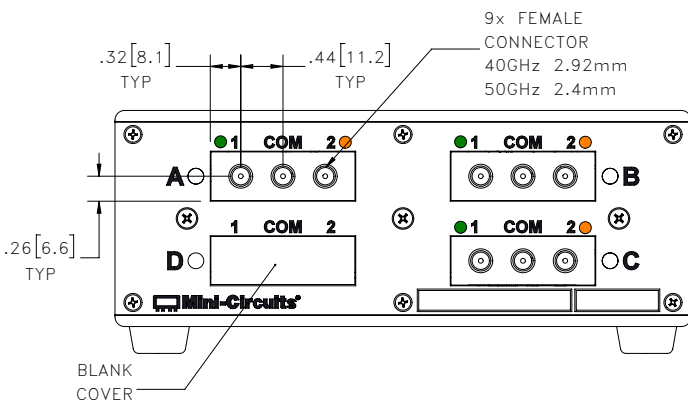 9x FEMALE
CONNECTOR
40GHz 2.92mm
50GHz 2.4mm
.32[8.1]
TYP
.44[11.2]
TYP
1 COM 2
1 COM 2
A
B
.26[6.6]
TYP
1 COM 2
1 COM 2
D
C
Mini-Circuits®
BLANK
COVER